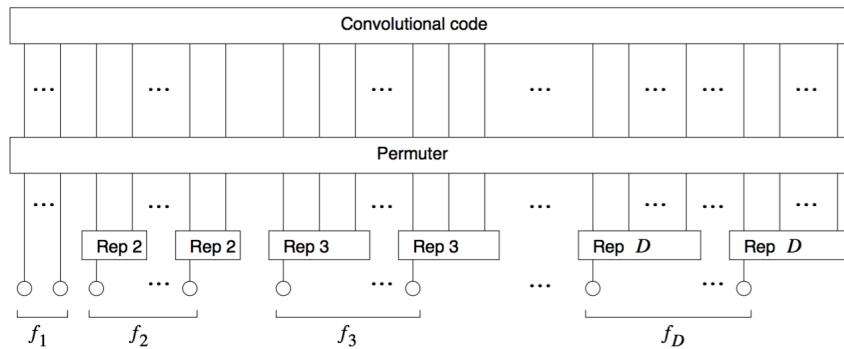 Convolutional code
... ... ... ... ... ... ...
Permuter
... ... ... ... ... ... ...
Rep 2 Rep 2 Rep 3 Rep 3 Rep D Rep D
... ... ... ...
f1 f2 f3 fD